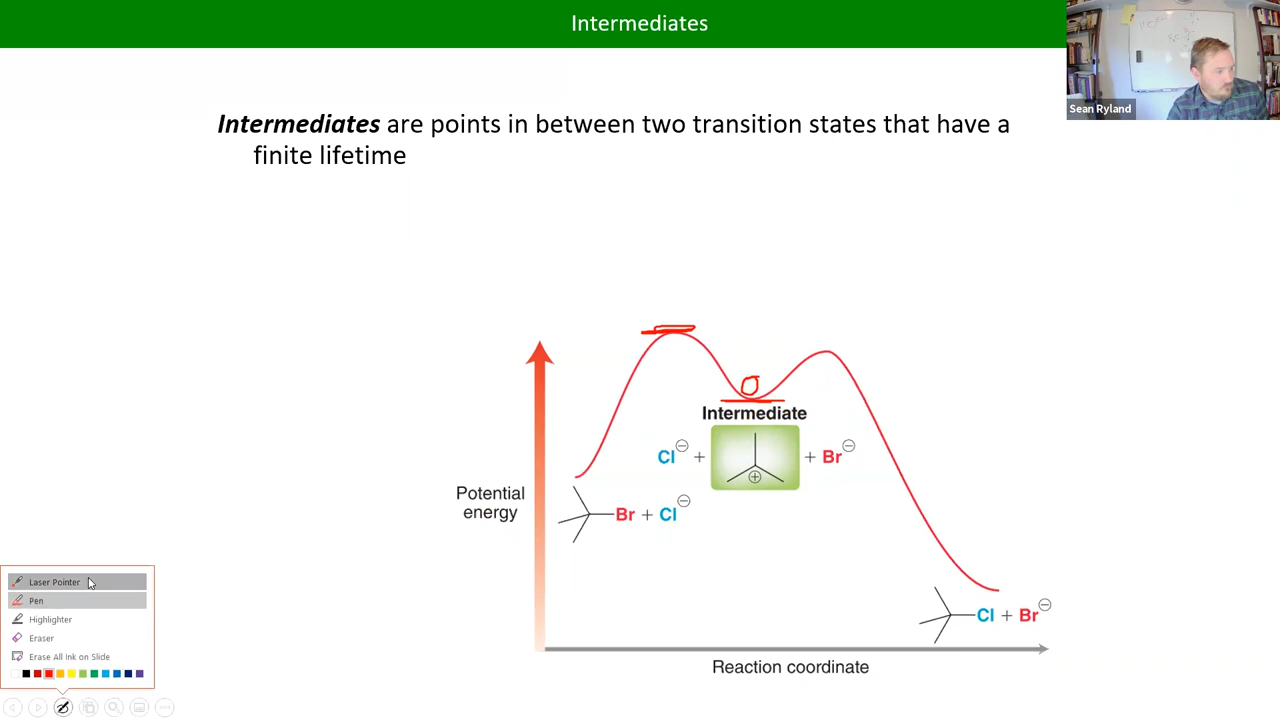 Intermediates
Sean Ryland
Intermediates are points in between two transition states that have a
finite lifetime
Intermediate
Cl⊖ + ⊕ + Br⊖
Potential
energy
Br + Cl⊖
Cl + Br⊖
Reaction coordinate
Laser Pointer
Pen
Highlighter
Eraser
Erase All Ink on Slide